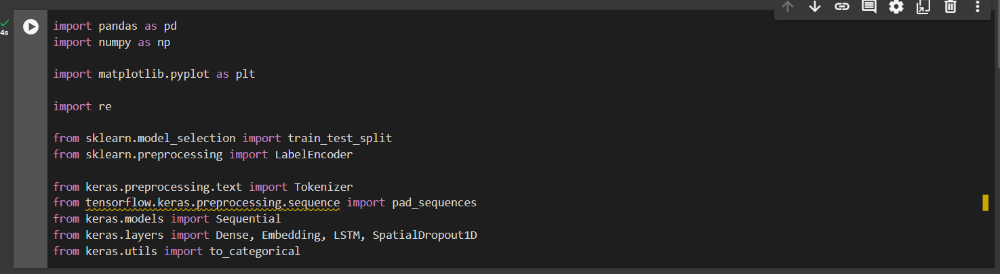 4s
import pandas as pd
import numpy as np
import matplotlib.pyplot as plt
import re
from sklearn.model_selection import train_test_split
from sklearn.preprocessing import LabelEncoder
from keras.preprocessing.text import Tokenizer
from tensorflow.keras.preprocessing.sequence import pad_sequences
from keras.models import Sequential
from keras.layers import Dense, Embedding, LSTM, SpatialDropout1D
from keras.utils import to_categorical